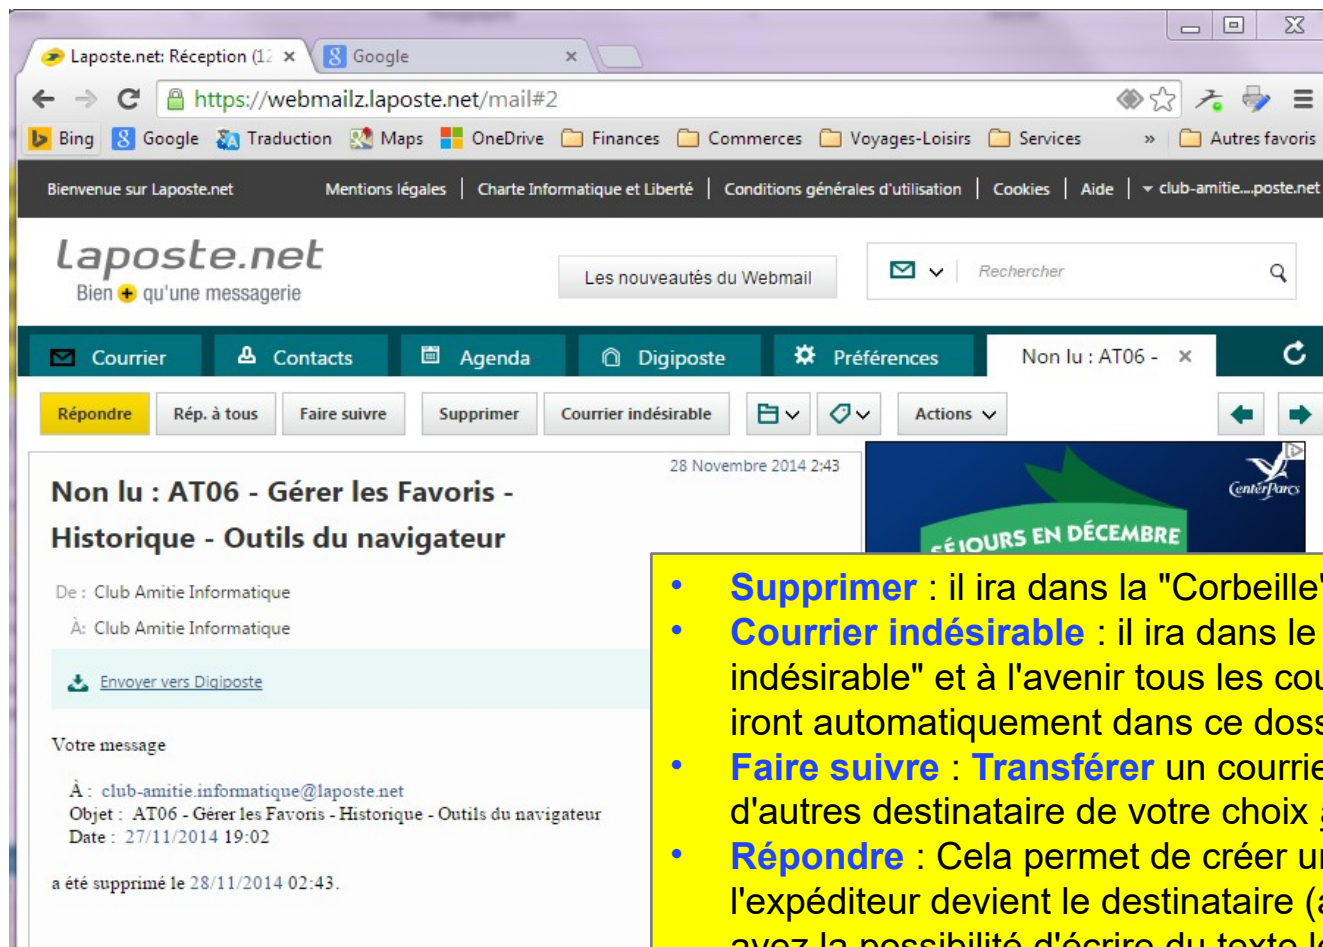 Laposte.net: Réception (12
Google
https://webmailz.laposte.net/mail#2
Bing Google Traduction Maps OneDrive Finances Commerces Voyages-Loisirs Services » Autres favoris
Bienvenue sur Laposte.net Mentions légales | Charte Informatique et Liberté | Conditions générales d'utilisation | Cookies | Aide | club-amitie....poste.net
Laposte.net
Bien + qu'une messagerie
Les nouveautés du Webmail
Rechercher
Courrier Contacts Agenda Digiposte Préférences Non lu : AT06 -
Répondre Rép. à tous Faire suivre Supprimer Courrier indésirable Actions
28 Novembre 2014 2:43
Non lu : AT06 - Gérer les Favoris -
Historique - Outils du navigateur
De : Club Amitie Informatique
À: Club Amitie Informatique
Envoyer vers Digiposte
Votre message
À : club-amitie.informatique@laposte.net
Objet : AT06 - Gérer les Favoris - Historique - Outils du navigateur
Date : 27/11/2014 19:02
a été supprimé le 28/11/2014 02:43.
CenterParcs
SÉJOURS EN DÉCEMBRE
• Supprimer : il ira dans la "Corbeille"
• Courrier indésirable : il ira dans le
indésirable" et à l'avenir tous les
iront automatiquement dans ce
• Faire suivre : Transférer un
d'autres destinataire de votre choix
• Répondre : Cela permet de créer
l'expéditeur devient le destinataire
avez la possibilité d'écrire du texte